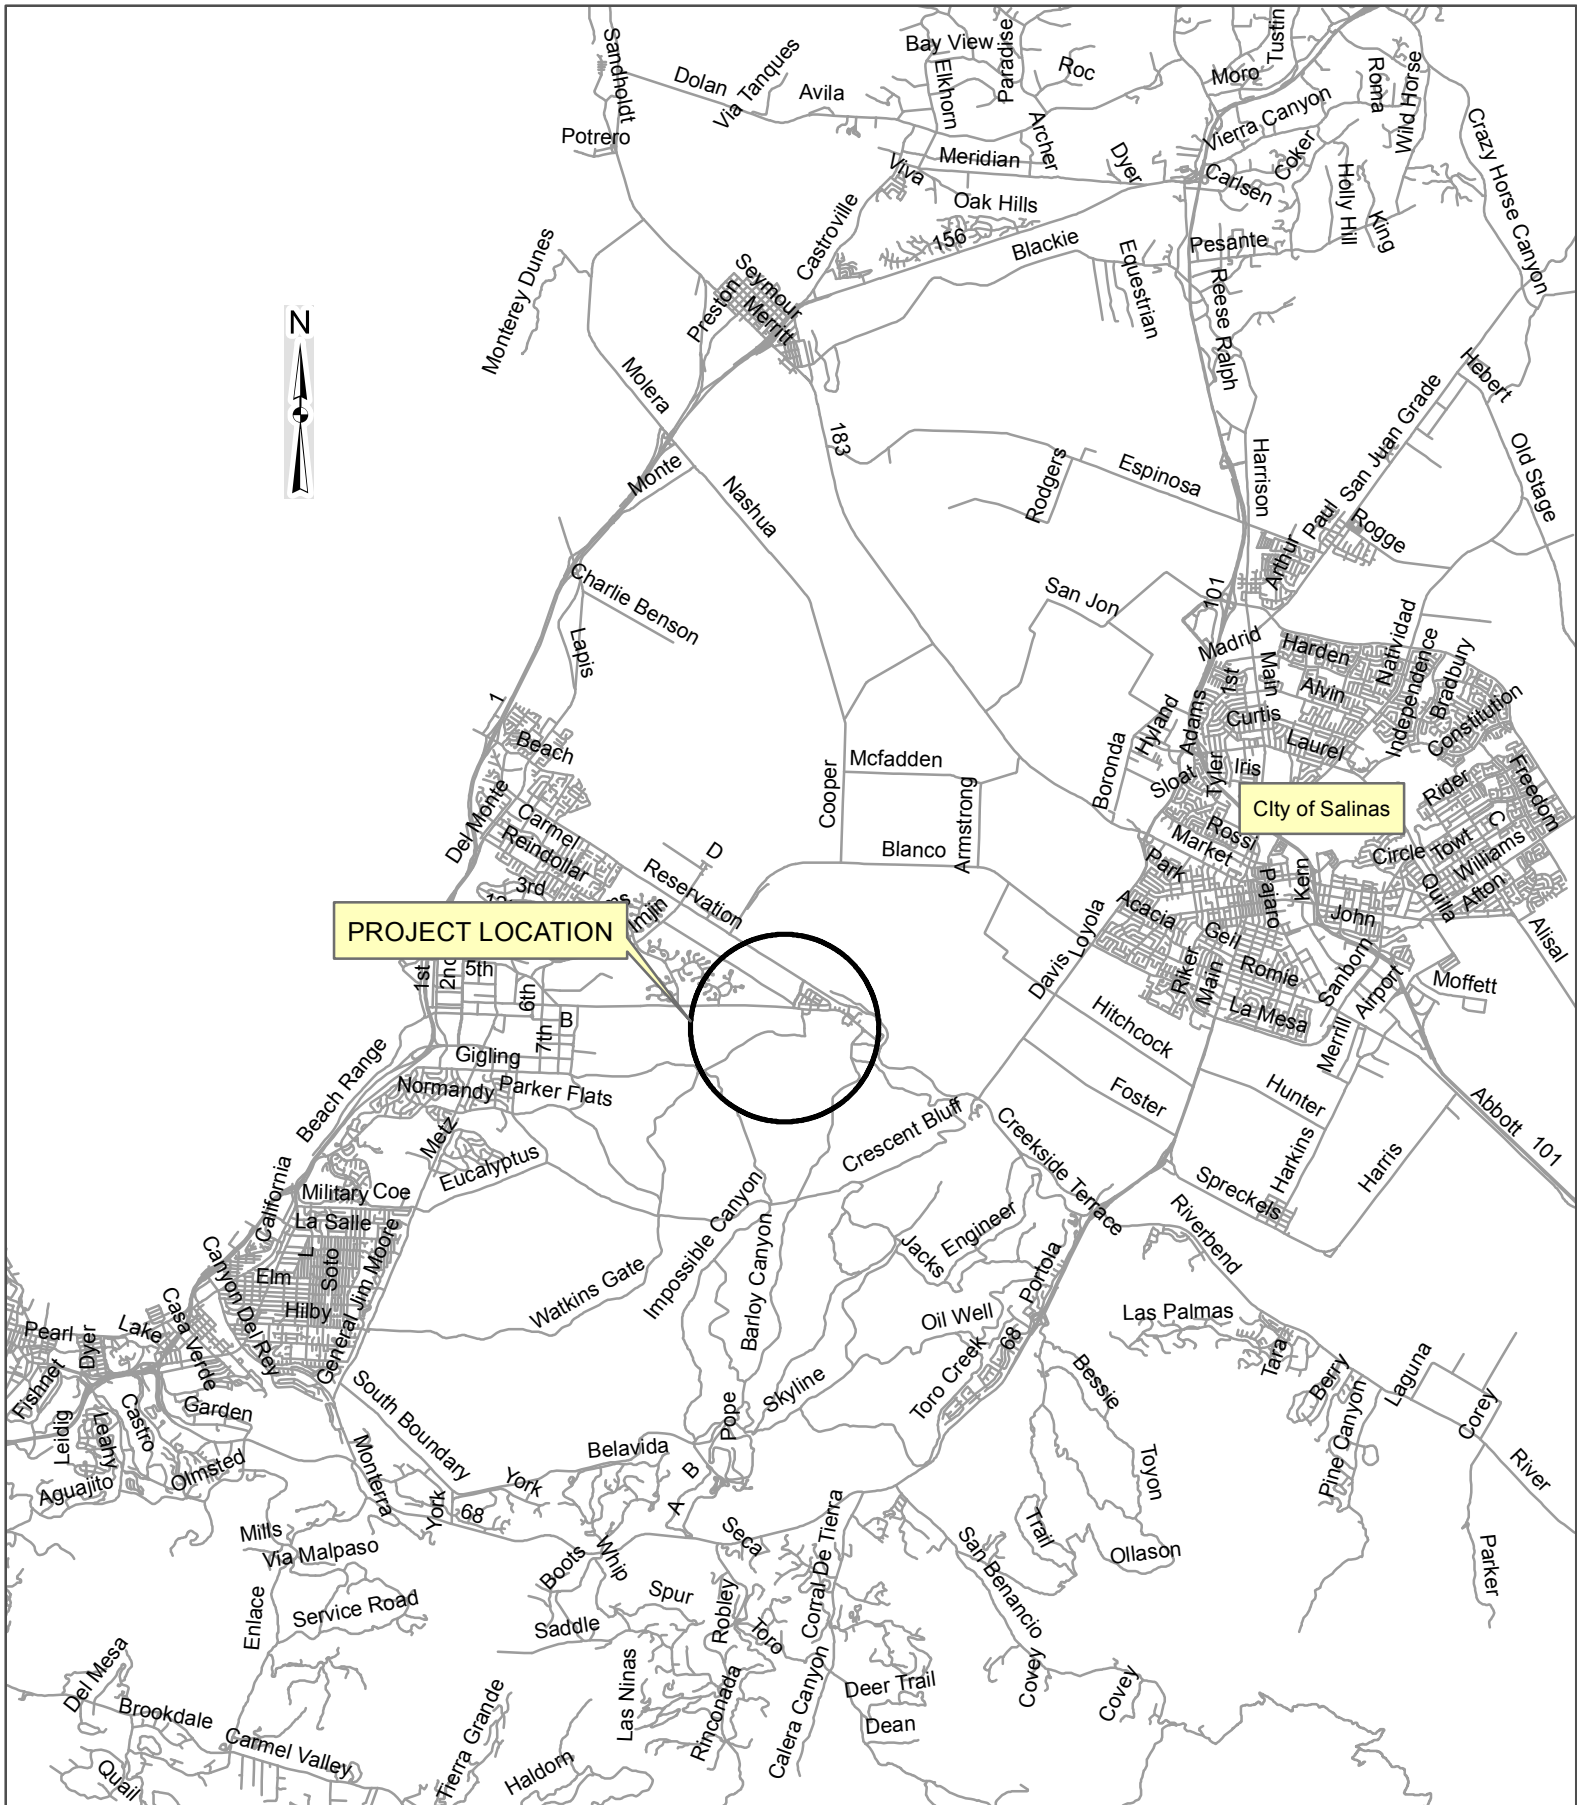 Sandholdt
Dolan
Via Tanques
Avila
Bay View
Elkhorn
Paradise
Roc
Archer
Moro
Tustin
Roma
Wild Horse
Vierra Canyon
Coker
Crazy Horse Canyon
Potrero
Viva
Meridian
Dyer
Carlsen
Holly Hill
King
Oak Hills
Castroville
156
Blackie
Equestrian
Pesante
Reese
Ralph
Monterey Dunes
Seymour
Preston
Merritt
N
Molera
Hebert
San Juan Grade
Old Stage
183
Monte
Nashua
Rodgers
Espinosa
Harrison
Paul
Rogge
Arthur
Charlie Benson
San Jon
101
Lapis
Madrid
Harden
Natividad
Independence
Bradbury
1st
Main
Alvin
Constitution
1
Beach
Hyland
Adams
Curtis
Laurel
Mcfadden
Cooper
Boronda
Sloat
Tyler
Iris
Rider
Freedom
CIty of Salinas
Del Monte
Carmel
Reindollar
Armstrong
Rossi
Market
C
Circle
Towt
Williams
D
Reservation
Blanco
Park
Kern
Pajaro
Quilla
Afton
3rd
Imjin
PROJECT LOCATION
Acacia
Geil
John
Alisal
Loyola
Davis
Riker
Main
Romie
Sanborn
Airport
Moffett
1st
5th
6th
7th
B
La Mesa
Merrill
Hitchcock
Gigling
Beach Range
Normandy
Parker Flats
Foster
Hunter
Abbott
101
Metz
Crescent Bluff
Creekside Terrace
Harkins
Harris
Eucalyptus
California
Military
Coe
Spreckels
Impossible Canyon
La Salle
L
Soto
General Jim Moore
Barloy Canyon
Jacks
Engineer
Riverbend
Canyon Del Rey
Elm
Hilby
Watkins Gate
Portola
Casa Verde
Lake
Pearl
Dyer
Oil Well
68
Las Palmas
Tara
Fishnet
Toro Creek
Bessie
Berry
Laguna
Leidig
Leahy
Castro
Garden
South Boundary
Skyline
Pope
Pine Canyon
Corey
Belavida
Olmsted
Aguajito
Monterra
York
York
68
B
A
Toyon
River
Mills
Via Malpaso
Seca
Corral De Tierra
San Benancio
Trail
Ollason
Parker
Boots
Whip
Enlace
Service Road
Spur
Saddle
Robley
Toro
Del Mesa
Las Ninas
Rinconada
Calera Canyon
Deer Trail
Covey
Covey
Brookdale
Dean
Carmel Valley
Tierra Grande
Haldorn
Quail